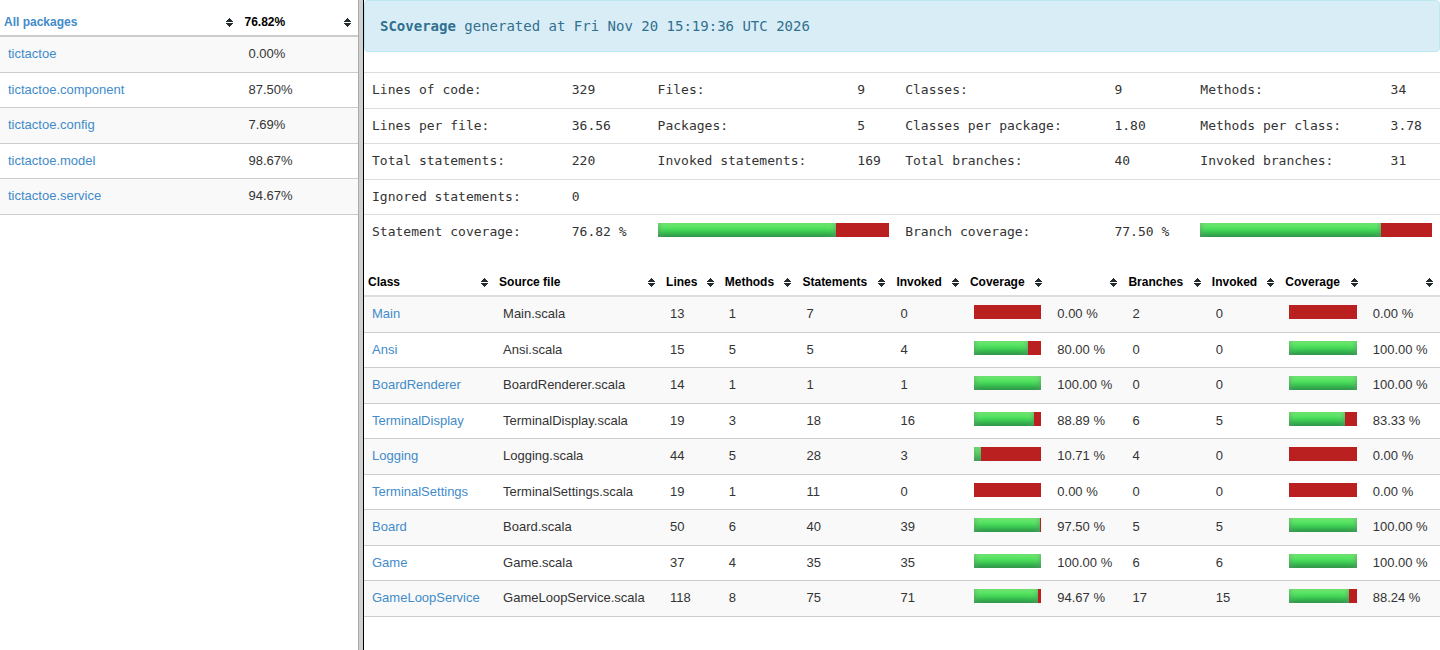 All packages 76.82%
tictactoe 0.00%
tictactoe.component 87.50%
tictactoe.config 7.69%
tictactoe.model 98.67%
tictactoe.service 94.67%
SCoverage generated at Fri Nov 20 15:19:36 UTC 2026
Lines of code: 329 Files: 9 Classes: 9 Methods: 34
Lines per file: 36.56 Packages: 5 Classes per package: 1.80 Methods per class: 3.78
Total statements: 220 Invoked statements: 169 Total branches: 40 Invoked branches: 31
Ignored statements: 0
Statement coverage: 76.82 % Branch coverage: 77.50 %
Class Source file Lines Methods Statements Invoked Coverage Branches Invoked Coverage
Main Main.scala 13 1 7 0 0.00 % 2 0 0.00 %
Ansi Ansi.scala 15 5 5 4 80.00 % 0 0 100.00 %
BoardRenderer BoardRenderer.scala 14 1 1 1 100.00 % 0 0 100.00 %
TerminalDisplay TerminalDisplay.scala 19 3 18 16 88.89 % 6 5 83.33 %
Logging Logging.scala 44 5 28 3 10.71 % 4 0 0.00 %
TerminalSettings TerminalSettings.scala 19 1 11 0 0.00 % 0 0 0.00 %
Board Board.scala 50 6 40 39 97.50 % 5 5 100.00 %
Game Game.scala 37 4 35 35 100.00 % 6 6 100.00 %
GameLoopService GameLoopService.scala 118 8 75 71 94.67 % 17 15 88.24 %